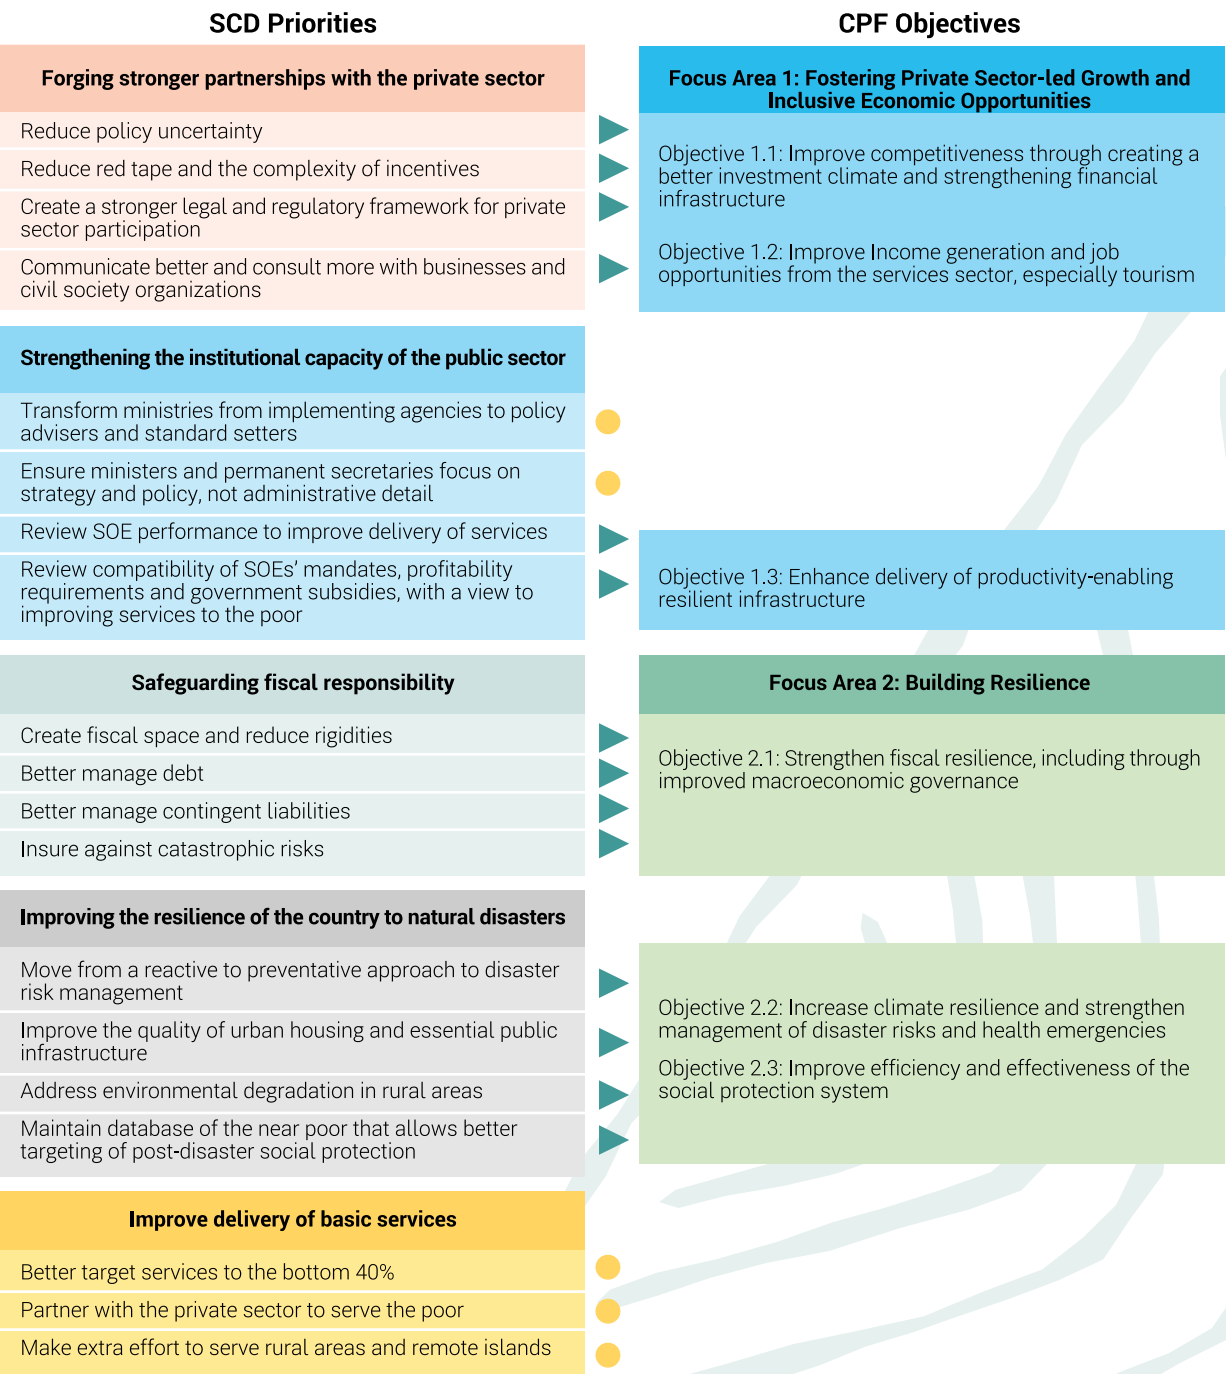 SCD Priorities
CPF Objectives
Forging stronger partnerships with the private sector
Reduce policy uncertainty
Reduce red tape and the complexity of incentives
Create a stronger legal and regulatory framework for private
sector participation
Communicate better and consult more with businesses and
civil society organizations
Focus Area 1: Fostering Private Sector-led Growth and
Inclusive Economic Opportunities
Objective 1.1: Improve competitiveness through creating a
better investment climate and strengthening financial
infrastructure
Objective 1.2: Improve Income generation and job
opportunities from the services sector, especially tourism
Strengthening the institutional capacity of the public sector
Transform ministries from implementing agencies to policy
advisers and standard setters
Ensure ministers and permanent secretaries focus on
strategy and policy, not administrative detail
Review SOE performance to improve delivery of services
Review compatibility of SOEs’ mandates, profitability
requirements and government subsidies, with a view to
improving services to the poor
Objective 1.3: Enhance delivery of productivity-enabling
resilient infrastructure
Safeguarding fiscal responsibility
Create fiscal space and reduce rigidities
Better manage debt
Better manage contingent liabilities
Insure against catastrophic risks
Focus Area 2: Building Resilience
Objective 2.1: Strengthen fiscal resilience, including through
improved macroeconomic governance
Improving the resilience of the country to natural disasters
Move from a reactive to preventative approach to disaster
risk management
Improve the quality of urban housing and essential public
infrastructure
Address environmental degradation in rural areas
Maintain database of the near poor that allows better
targeting of post-disaster social protection
Objective 2.2: Increase climate resilience and strengthen
management of disaster risks and health emergencies
Objective 2.3: Improve efficiency and effectiveness of the
social protection system
Improve delivery of basic services
Better target services to the bottom 40%
Partner with the private sector to serve the poor
Make extra effort to serve rural areas and remote islands